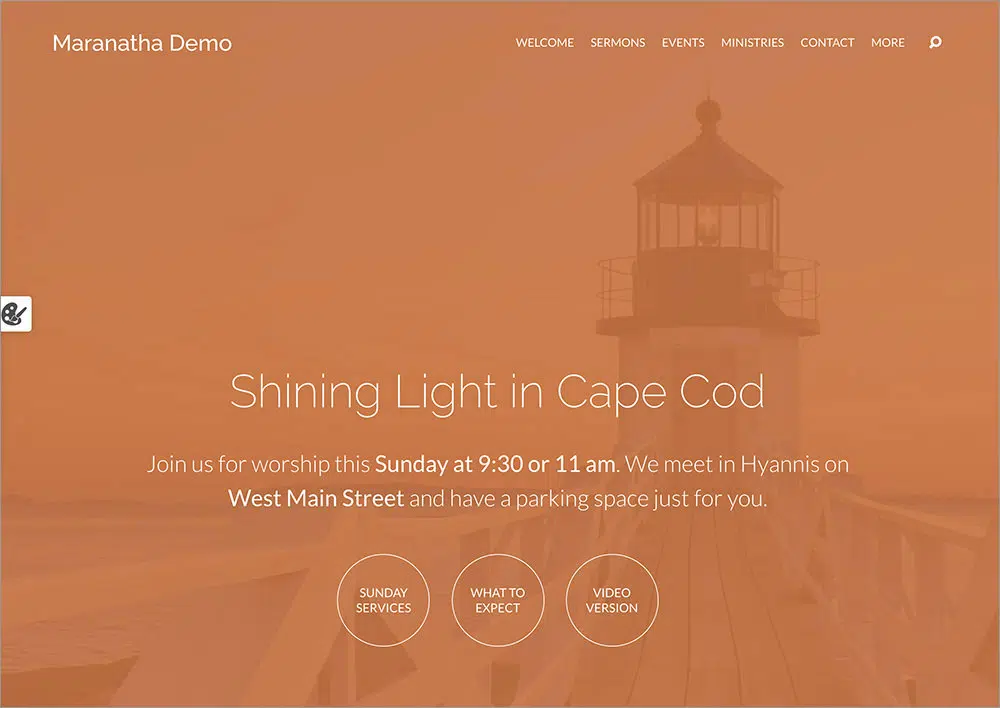 Maranatha Demo
WELCOME SERMONS EVENTS MINISTRIES CONTACT MORE
Shining Light in Cape Cod
Join us for worship this Sunday at 9:30 or 11 am. We meet in Hyannis on
West Main Street and have a parking space just for you.
SUNDAY
SERVICES
WHAT TO
EXPECT
VIDEO
VERSION